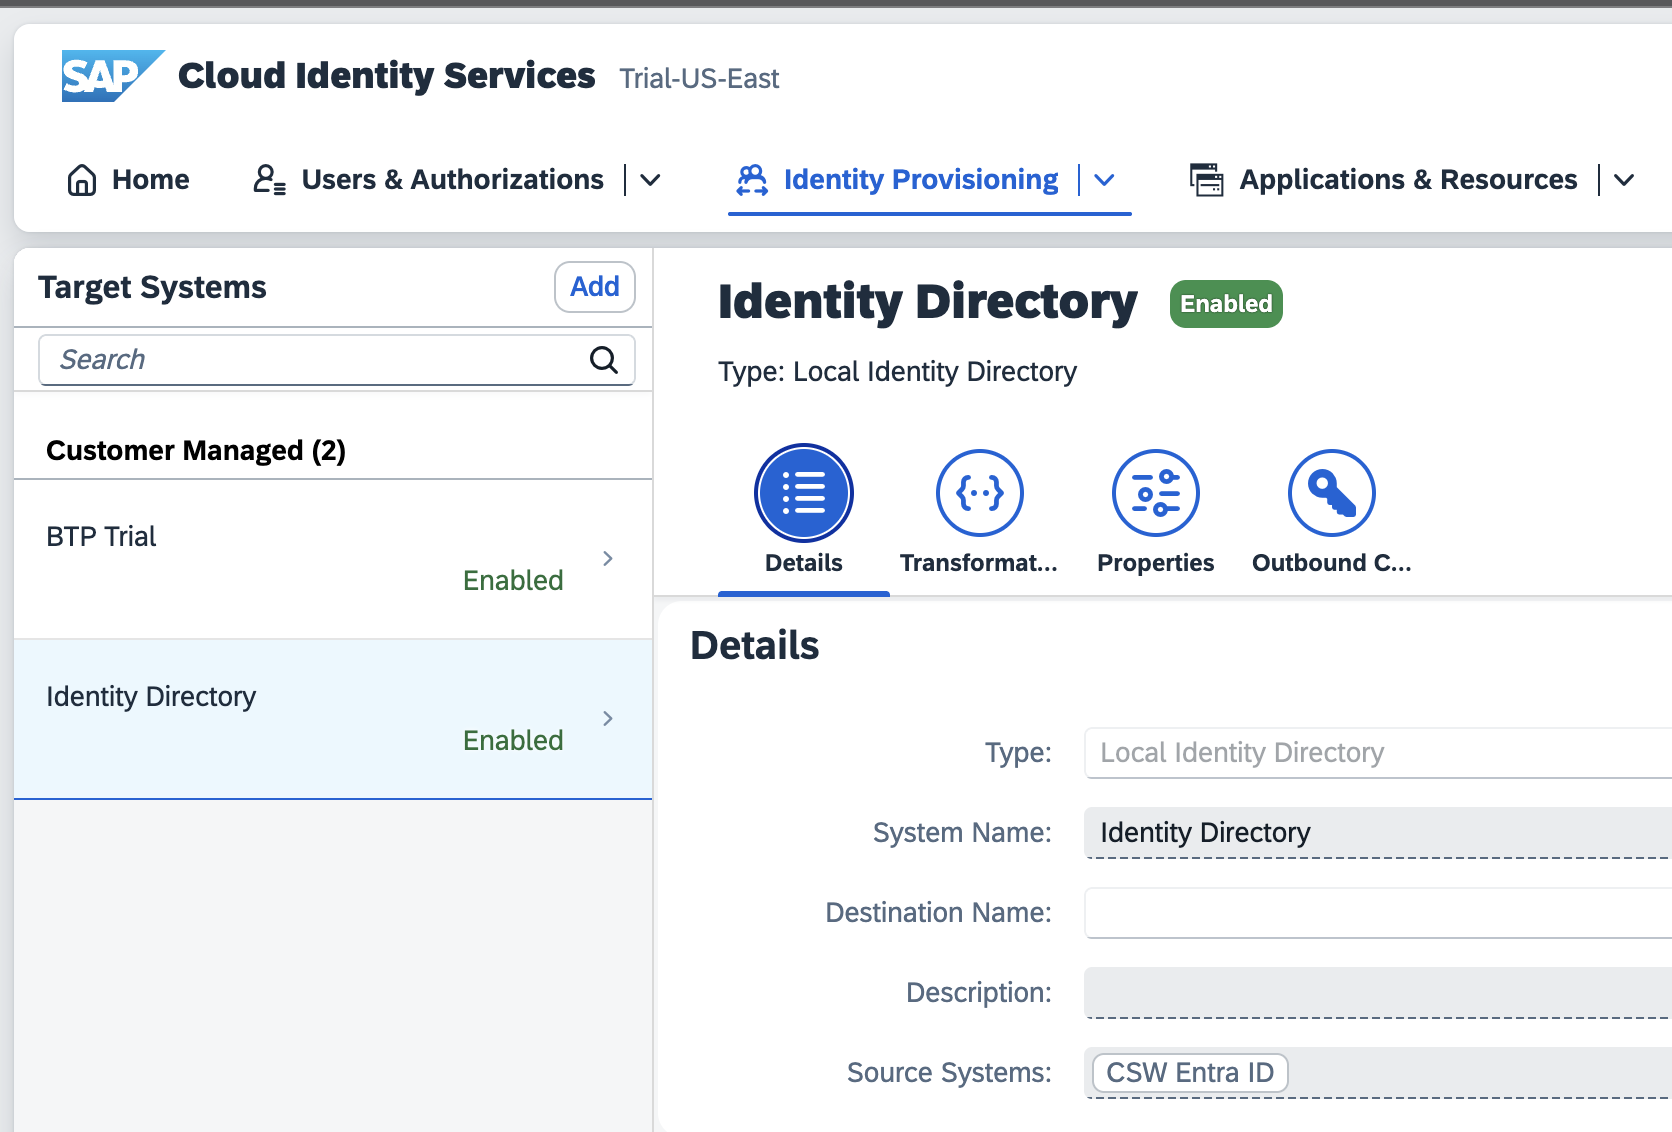 SAP Cloud Identity Services Trial-US-East
Home Users & Authorizations Identity Provisioning Applications & Resources
Target Systems Add
Search
Customer Managed (2)
BTP Trial
Enabled
Identity Directory
Enabled
Identity Directory Enabled
Type: Local Identity Directory
Details Transformat... Properties Outbound C...
Details
Type: Local Identity Directory
System Name: Identity Directory
Destination Name:
Description:
Source Systems: CSW Entra ID